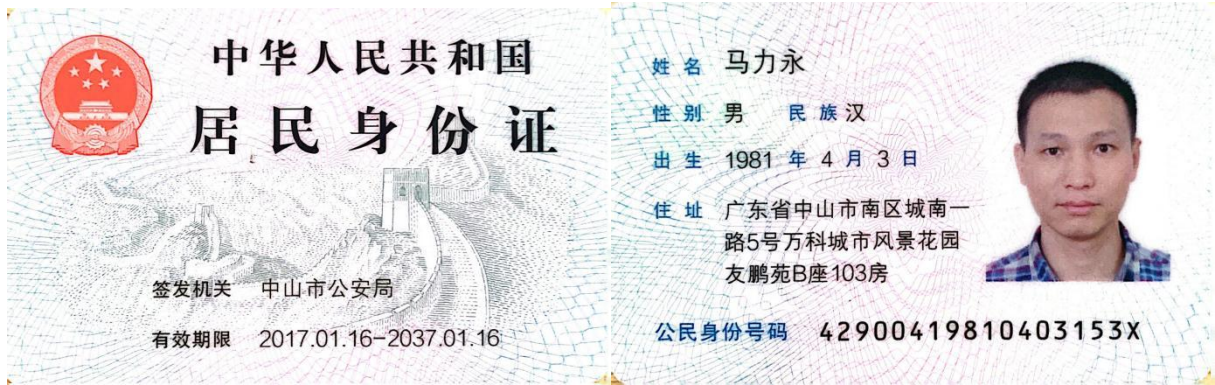 中华人民共和国
居民身份证
签发机关 中山市公安局
有效期限 2017.01.16-2037.01.16
姓名 马力永
性别 男 民族 汉
出生 1981 年 4 月 3 日
住址 广东省中山市南区城南一
路5号万科城市风景花园
友鹏苑B座103房
公民身份号码 42900419810403153X